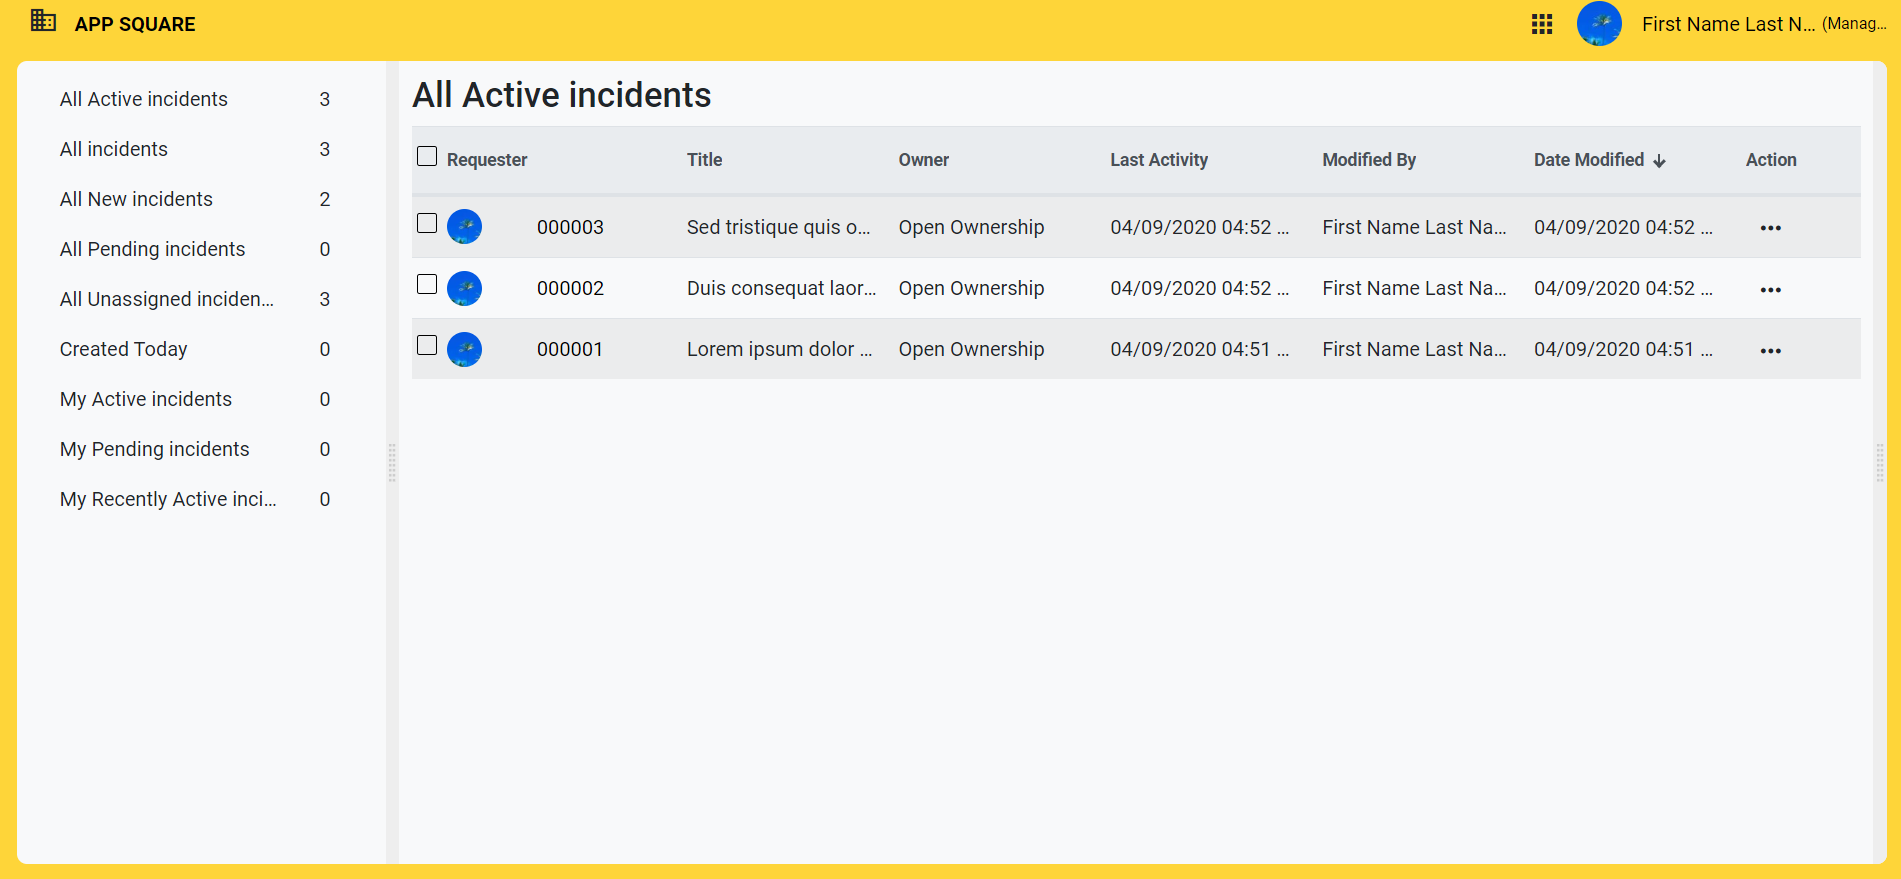 APP SQUARE
First Name Last N... (Manag...
All Active incidents 3
All incidents 3
All New incidents 2
All Pending incidents 0
All Unassigned inciden... 3
Created Today 0
My Active incidents 0
My Pending incidents 0
My Recently Active inci... 0
All Active incidents
Requester Title Owner Last Activity Modified By Date Modified Action
000003 Sed tristique quis o... Open Ownership 04/09/2020 04:52 ... First Name Last Na... 04/09/2020 04:52 ...
000002 Duis consequat laor... Open Ownership 04/09/2020 04:52 ... First Name Last Na... 04/09/2020 04:52 ...
000001 Lorem ipsum dolor ... Open Ownership 04/09/2020 04:51 ... First Name Last Na... 04/09/2020 04:51 ...